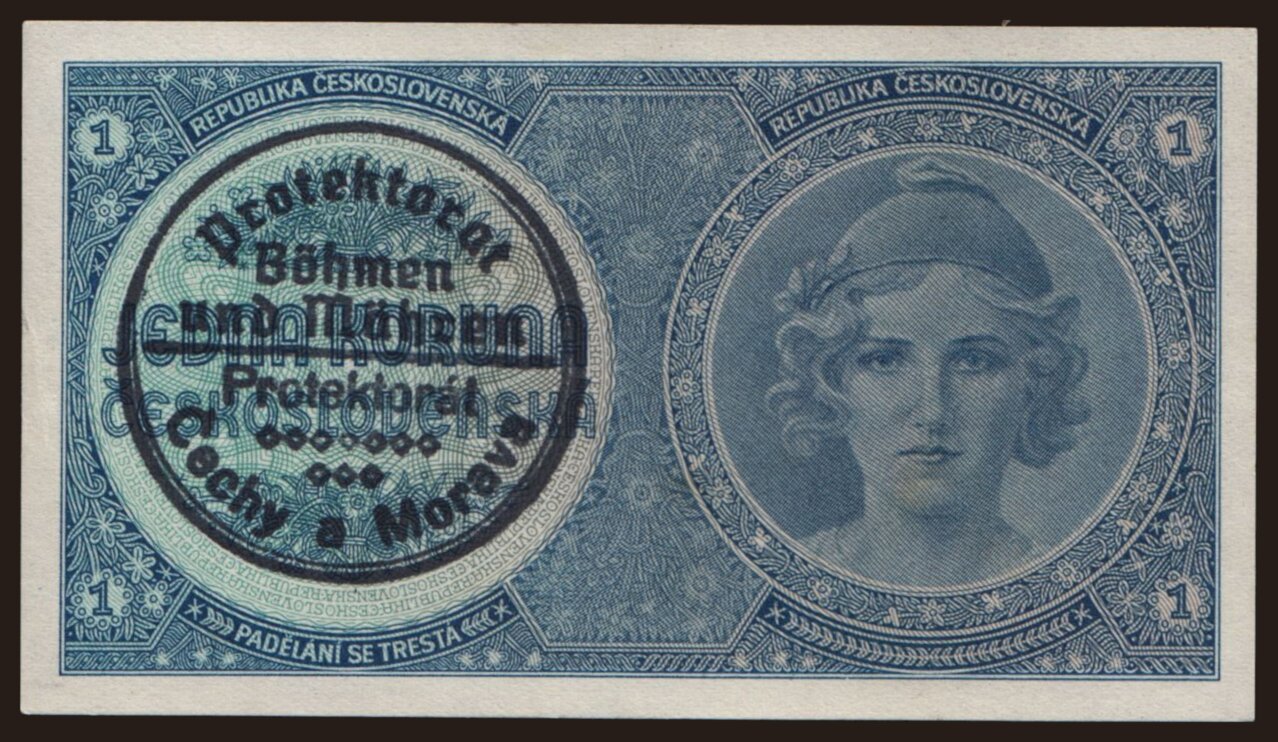 REPUBLIKA ČESKOSLOVENSKÁ
REPUBLIKA ČESKOSLOVENSKÁ
1
1
Protektorat
Böhmen
und Mähren
JEDNA KORUNA
Protektorát
ČESKOSLOVENSKÁ
Čechy a Morava
1
1
PADĚLÁNÍ SE TRESTÁ